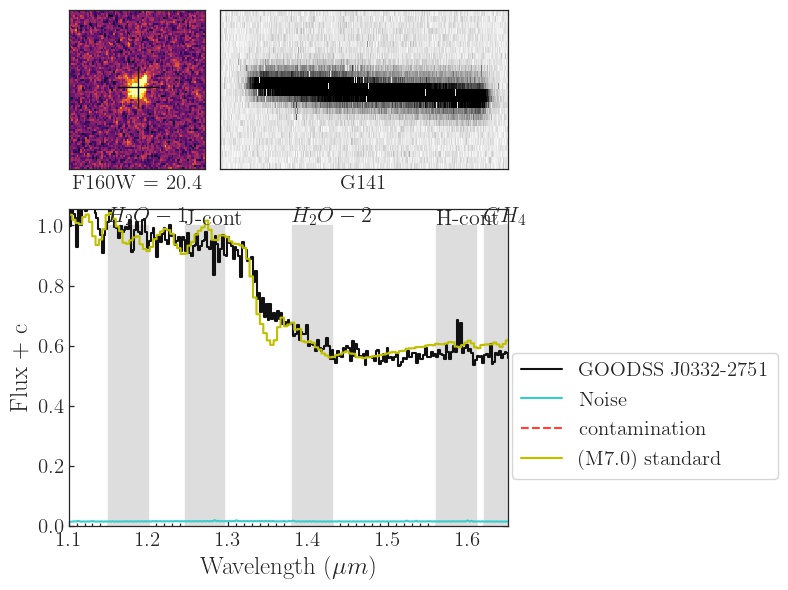 F160W = 20.4
G141
H₂O − 1
J-cont
H₂O − 2
H-cont
CH₄
1.0
0.8
0.6
0.4
0.2
0.0
Flux + c
1.1
1.2
1.3
1.4
1.5
1.6
Wavelength (μm)
GOODSS J0332-2751
Noise
contamination
(M7.0) standard